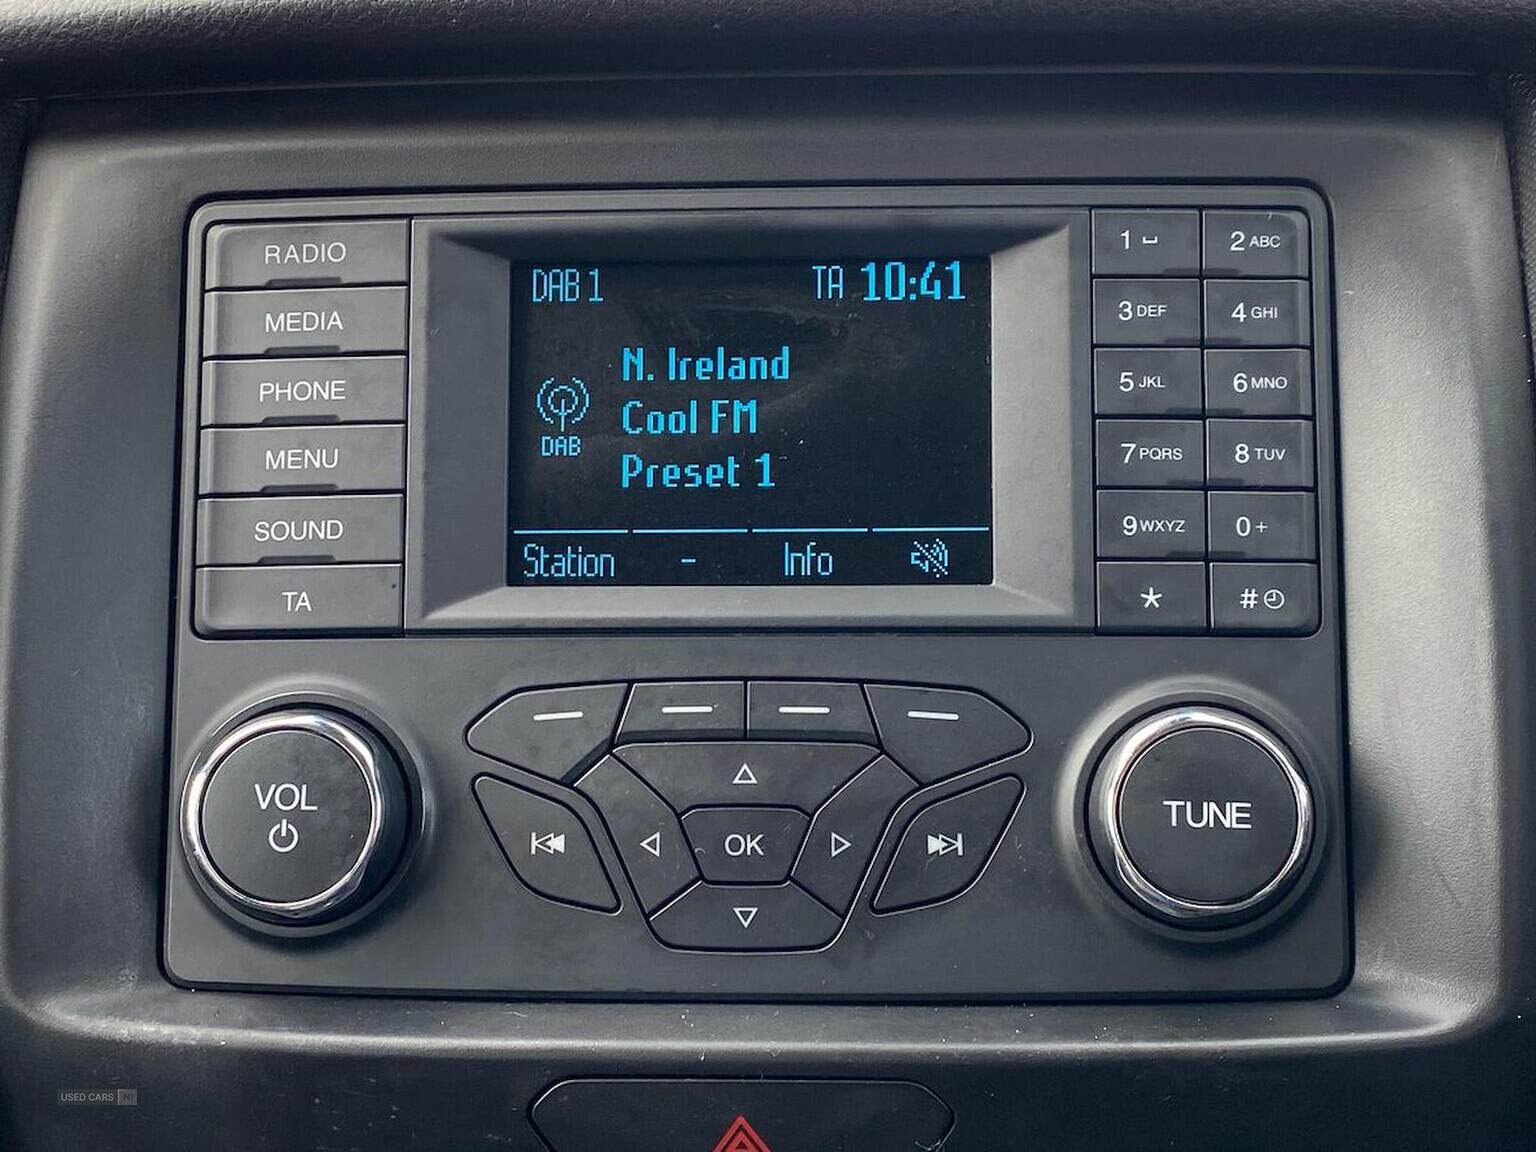 RADIO
MEDIA
PHONE
MENU
SOUND
TA
DAB 1
TA 10:41
DAB
N. Ireland
Cool FM
Preset 1
Station - Info
1 ⎵
2 ABC
3 DEF
4 GHI
5 JKL
6 MNO
7 PQRS
8 TUV
9 WXYZ
0 +
*
#
VOL
OK
TUNE
USED CARS NI